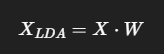 X_{LDA} = X · W